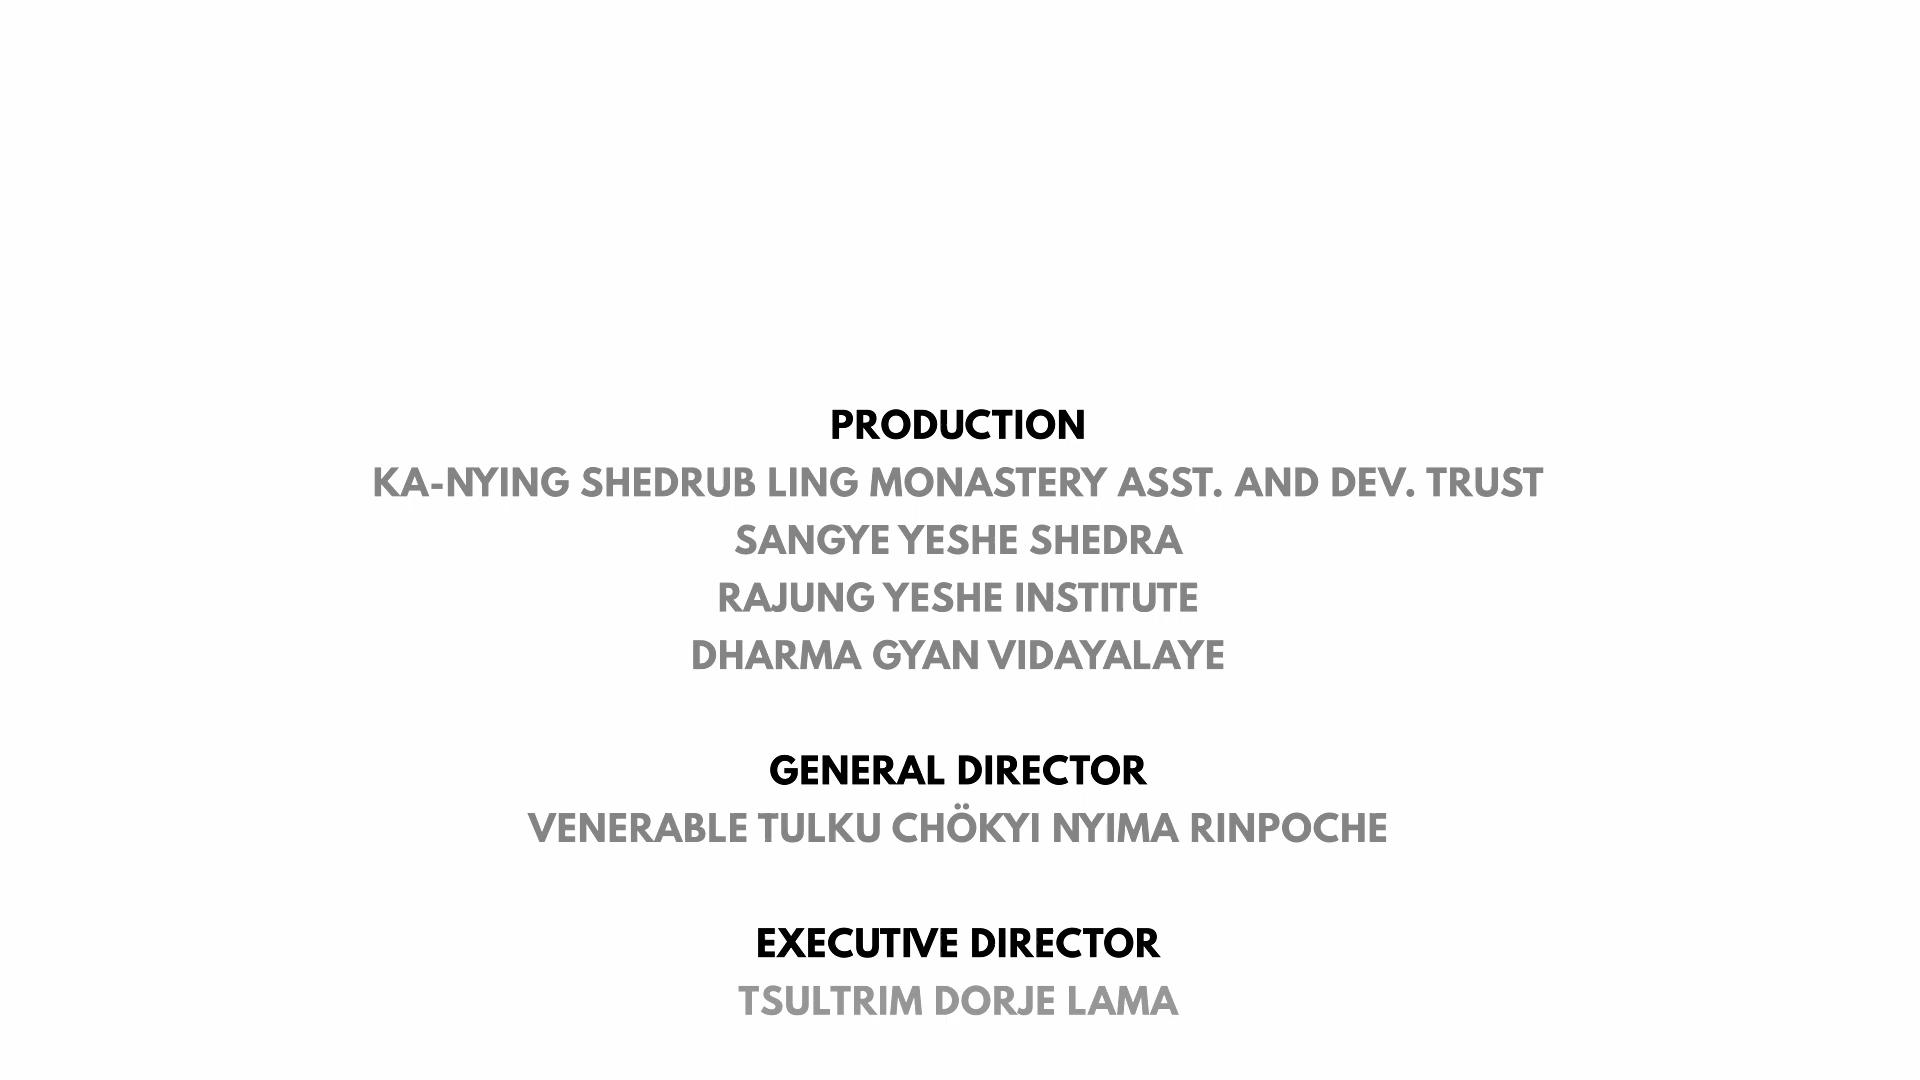 PRODUCTION
KA-NYING SHEDRUB LING MONASTERY ASST. AND DEV. TRUST
SANGYE YESHE SHEDRA
RAJUNG YESHE INSTITUTE
DHARMA GYAN VIDAYALAYE
GENERAL DIRECTOR
VENERABLE TULKU CHÖKYI NYIMA RINPOCHE
EXECUTIVE DIRECTOR
TSULTRIM DORJE LAMA